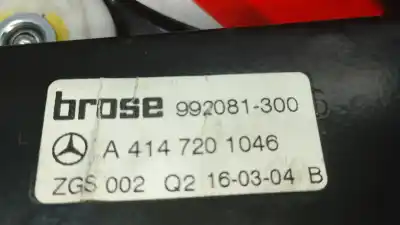 brose 992081-300
A 414 720 1046
ZGS 002 Q2 16-03-04 B